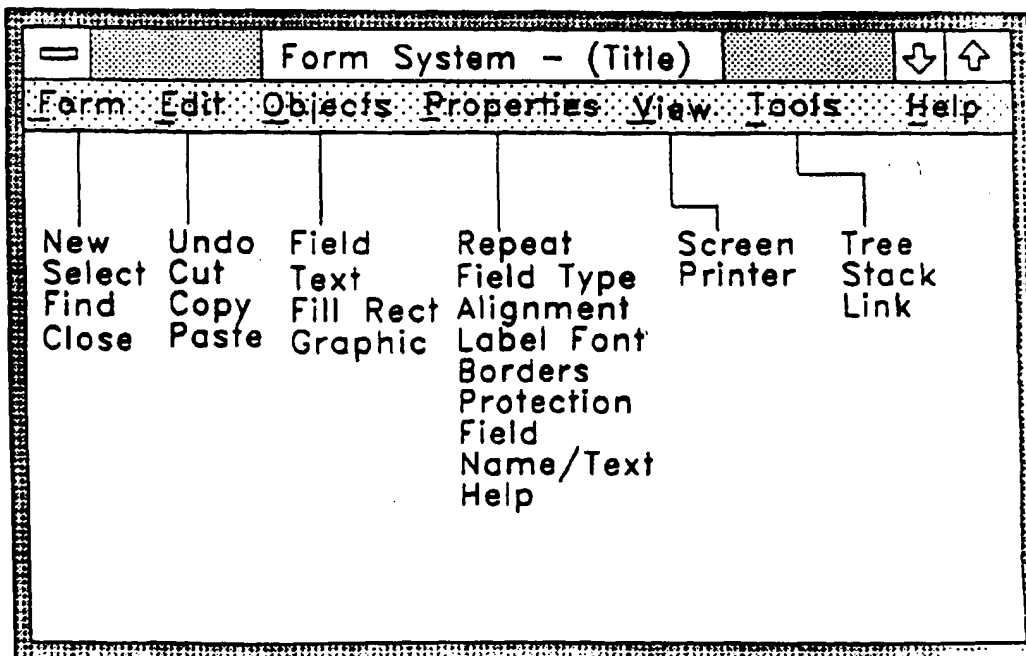 Form System - (Title)
Form Edit Objects Properties View Tools Help
New
Select
Find
Close
Undo
Cut
Copy
Paste
Field
Text
Fill Rect
Graphic
Repeat
Field Type
Alignment
Label Font
Borders
Protection
Field
Name/Text
Help
Screen
Printer
Tree
Stack
Link